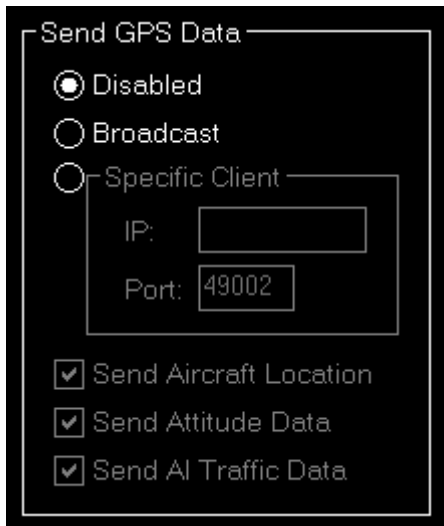 Send GPS Data
Disabled
Broadcast
Specific Client
IP:
Port: 49002
Send Aircraft Location
Send Attitude Data
Send AI Traffic Data